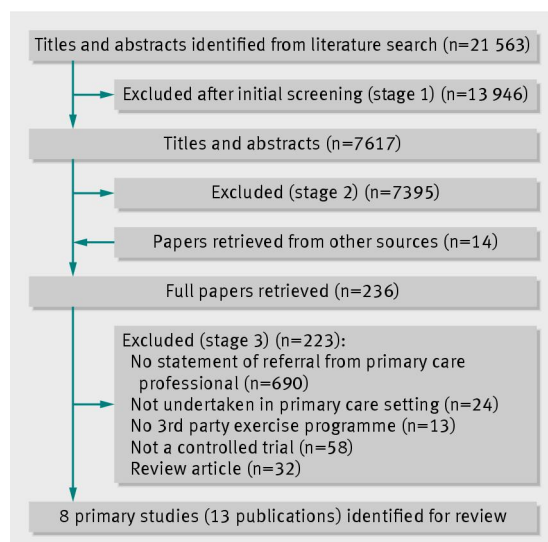 Titles and abstracts identified from literature search (n=21 563)
Excluded after initial screening (stage 1) (n=13 946)
Titles and abstracts (n=7617)
Excluded (stage 2) (n=7395)
Papers retrieved from other sources (n=14)
Full papers retrieved (n=236)
Excluded (stage 3) (n=223):
No statement of referral from primary care
professional (n=690)
Not undertaken in primary care setting (n=24)
No 3rd party exercise programme (n=13)
Not a controlled trial (n=58)
Review article (n=32)
8 primary studies (13 publications) identified for review